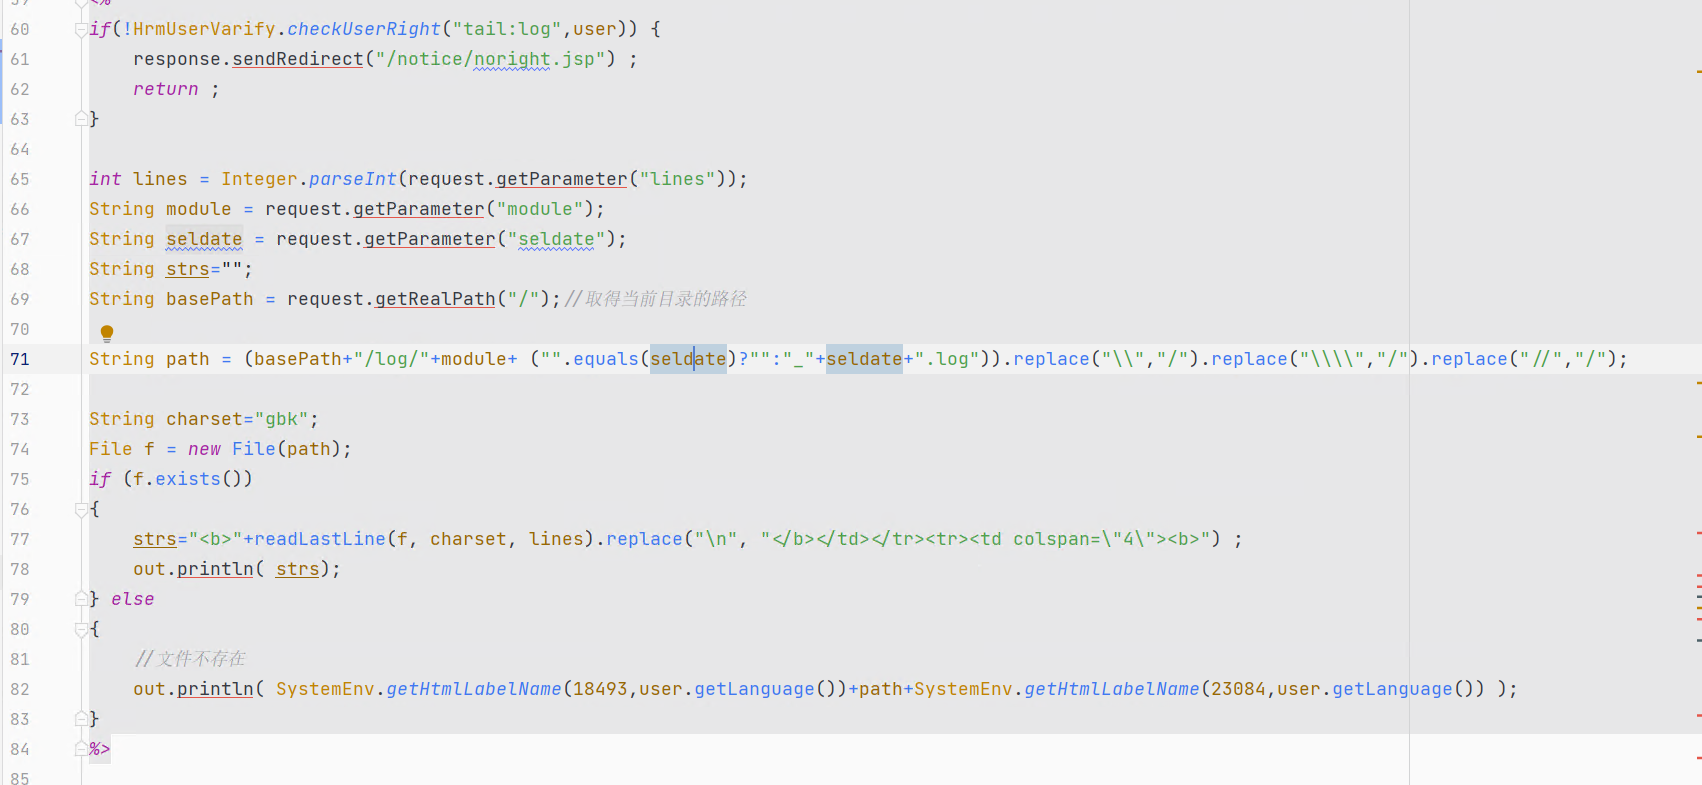 59 <%
60 if(!HrmUserVarify.checkUserRight("tail:log",user)) {
61 response.sendRedirect("/notice/noright.jsp") ;
62 return ;
63 }
64
65 int lines = Integer.parseInt(request.getParameter("lines"));
66 String module = request.getParameter("module");
67 String seldate = request.getParameter("seldate");
68 String strs="";
69 String basePath = request.getRealPath("/");//取得当前目录的路径
70
71 String path = (basePath+"/log/"+module+ ("".equals(seldate)?"":"_"+seldate+".log")).replace("\\","/").replace("\\\\","/").replace("//","/");
72
73 String charset="gbk";
74 File f = new File(path);
75 if (f.exists())
76 {
77 strs="<b>"+readLastLine(f, charset, lines).replace("\n", "</b></td></tr><tr><td colspan=\"4\"><b>") ;
78 out.println( strs);
79 } else
80 {
81 //文件不存在
82 out.println( SystemEnv.getHtmlLabelName(18493,user.getLanguage())+path+SystemEnv.getHtmlLabelName(23084,user.getLanguage()) );
83 }
84 %>
85